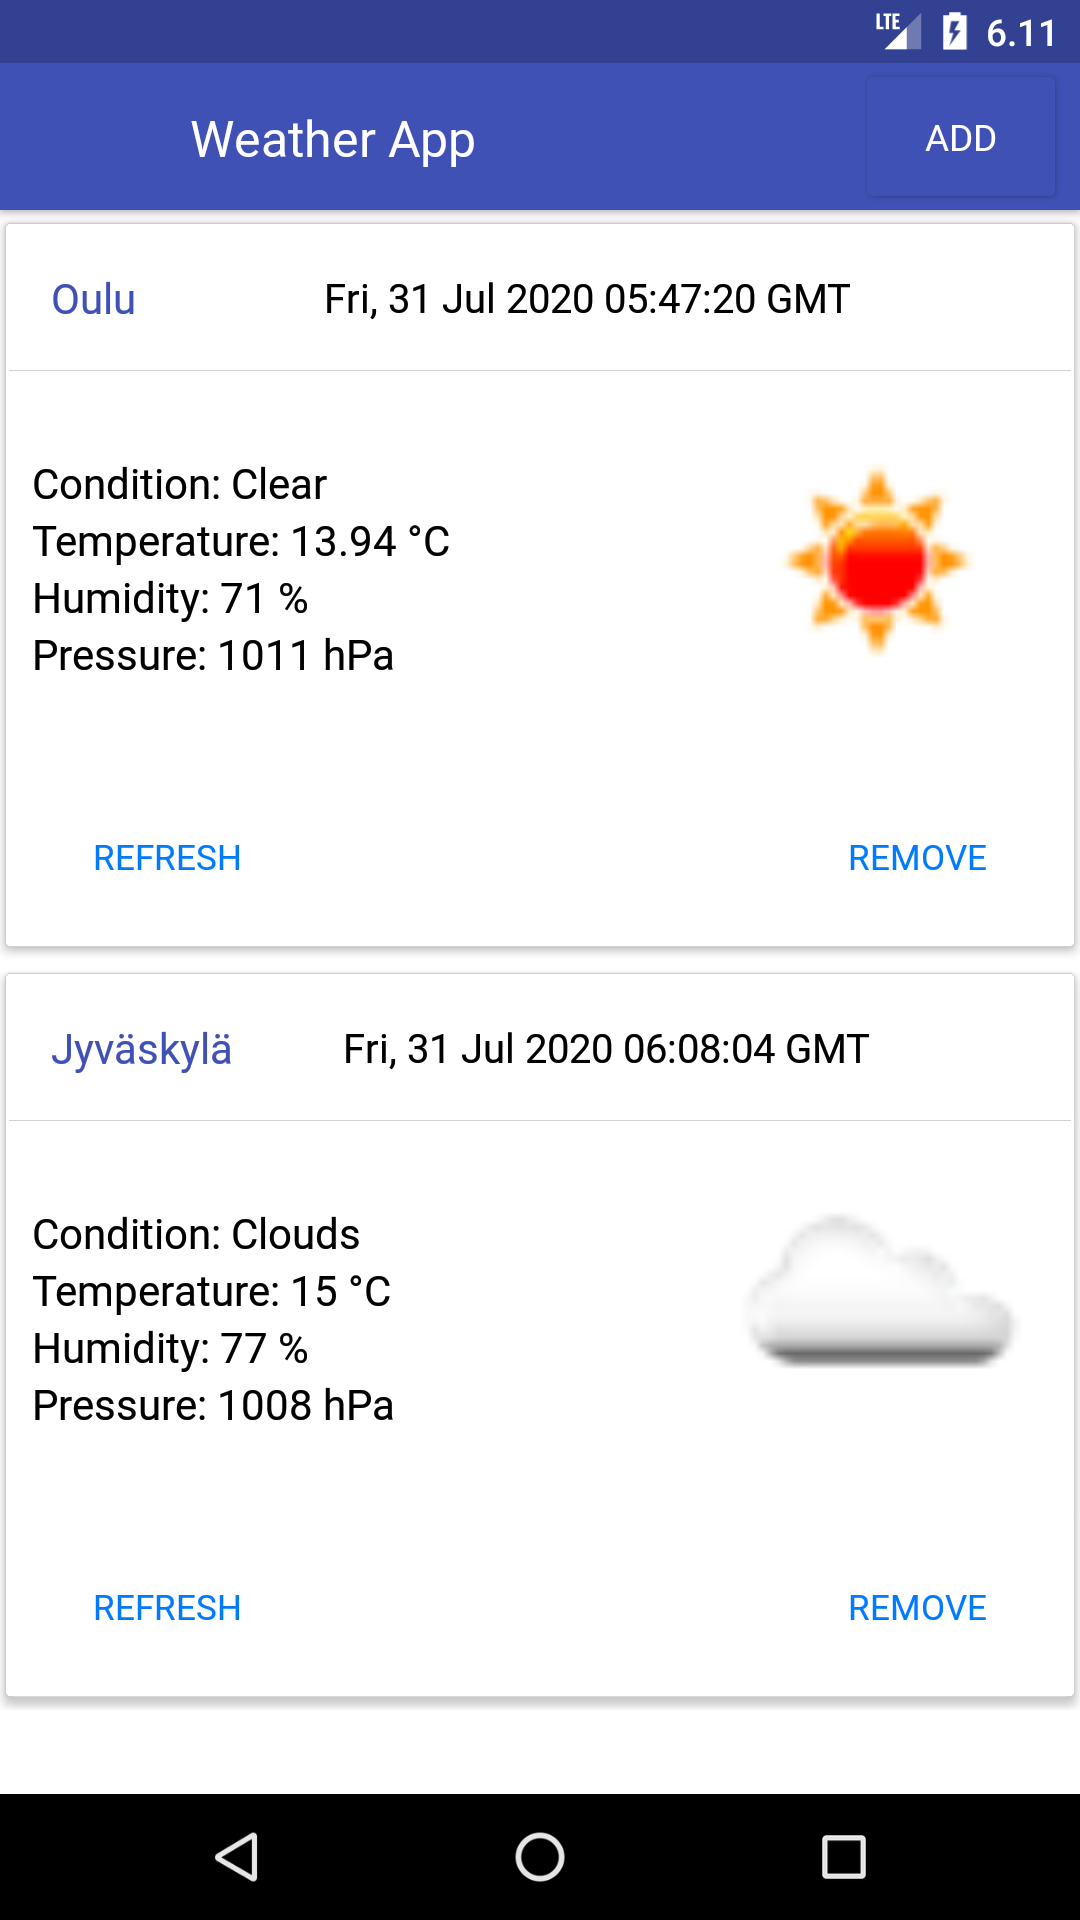 LTE 6.11
Weather App ADD
Oulu Fri, 31 Jul 2020 05:47:20 GMT
Condition: Clear
Temperature: 13.94 °C
Humidity: 71 %
Pressure: 1011 hPa
REFRESH REMOVE
Jyväskylä Fri, 31 Jul 2020 06:08:04 GMT
Condition: Clouds
Temperature: 15 °C
Humidity: 77 %
Pressure: 1008 hPa
REFRESH REMOVE